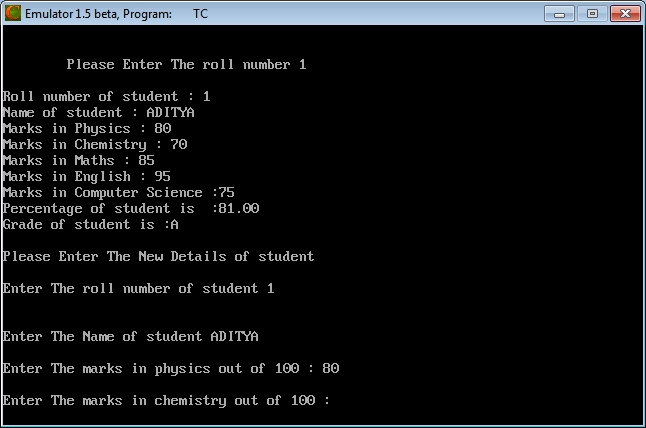 Emulator 1.5 beta, Program: TC
Please Enter The roll number 1
Roll number of student : 1
Name of student : ADITYA
Marks in Physics : 80
Marks in Chemistry : 70
Marks in Maths : 85
Marks in English : 95
Marks in Computer Science :75
Percentage of student is  :81.00
Grade of student is :A
Please Enter The New Details of student
Enter The roll number of student 1
Enter The Name of student ADITYA
Enter The marks in physics out of 100 : 80
Enter The marks in chemistry out of 100 :